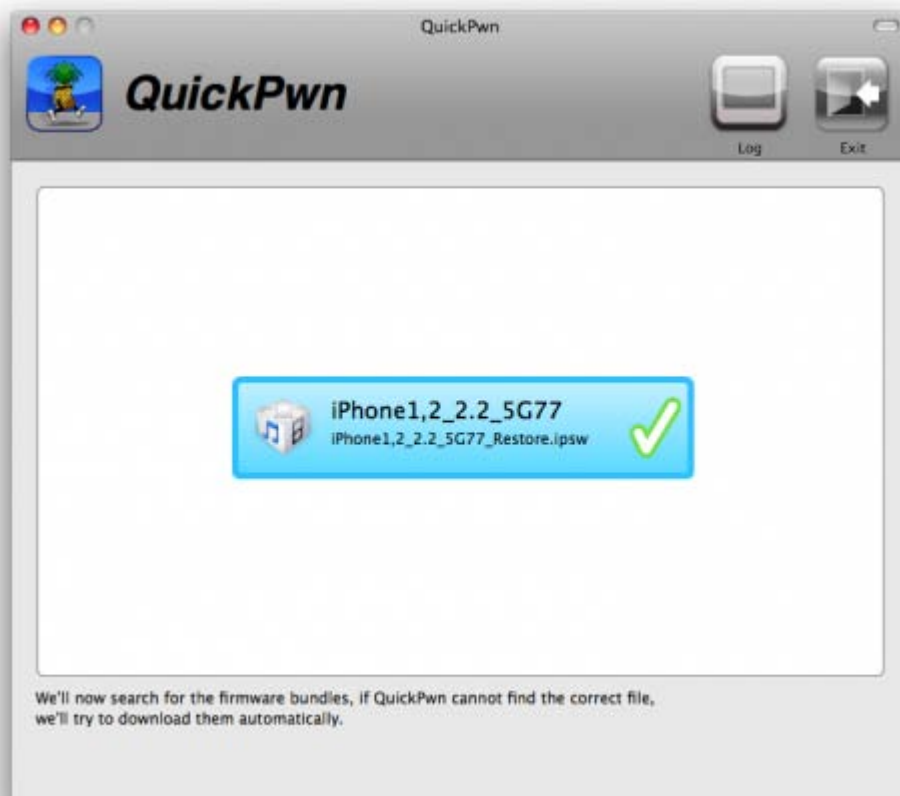 QuickPwn
QuickPwn
Log
Exit
iPhone1,2_2.2_5G77
iPhone1,2_2.2_5G77_Restore.ipsw
We'll now search for the firmware bundles, if QuickPwn cannot find the correct file,
we'll try to download them automatically.